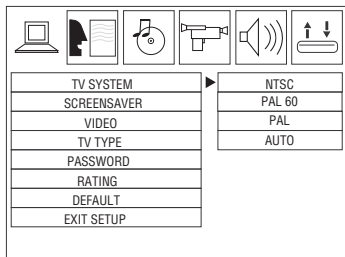 TV SYSTEM
NTSC
SCREENSAVER
PAL 60
VIDEO
PAL
TV TYPE
AUTO
PASSWORD
RATING
DEFAULT
EXIT SETUP